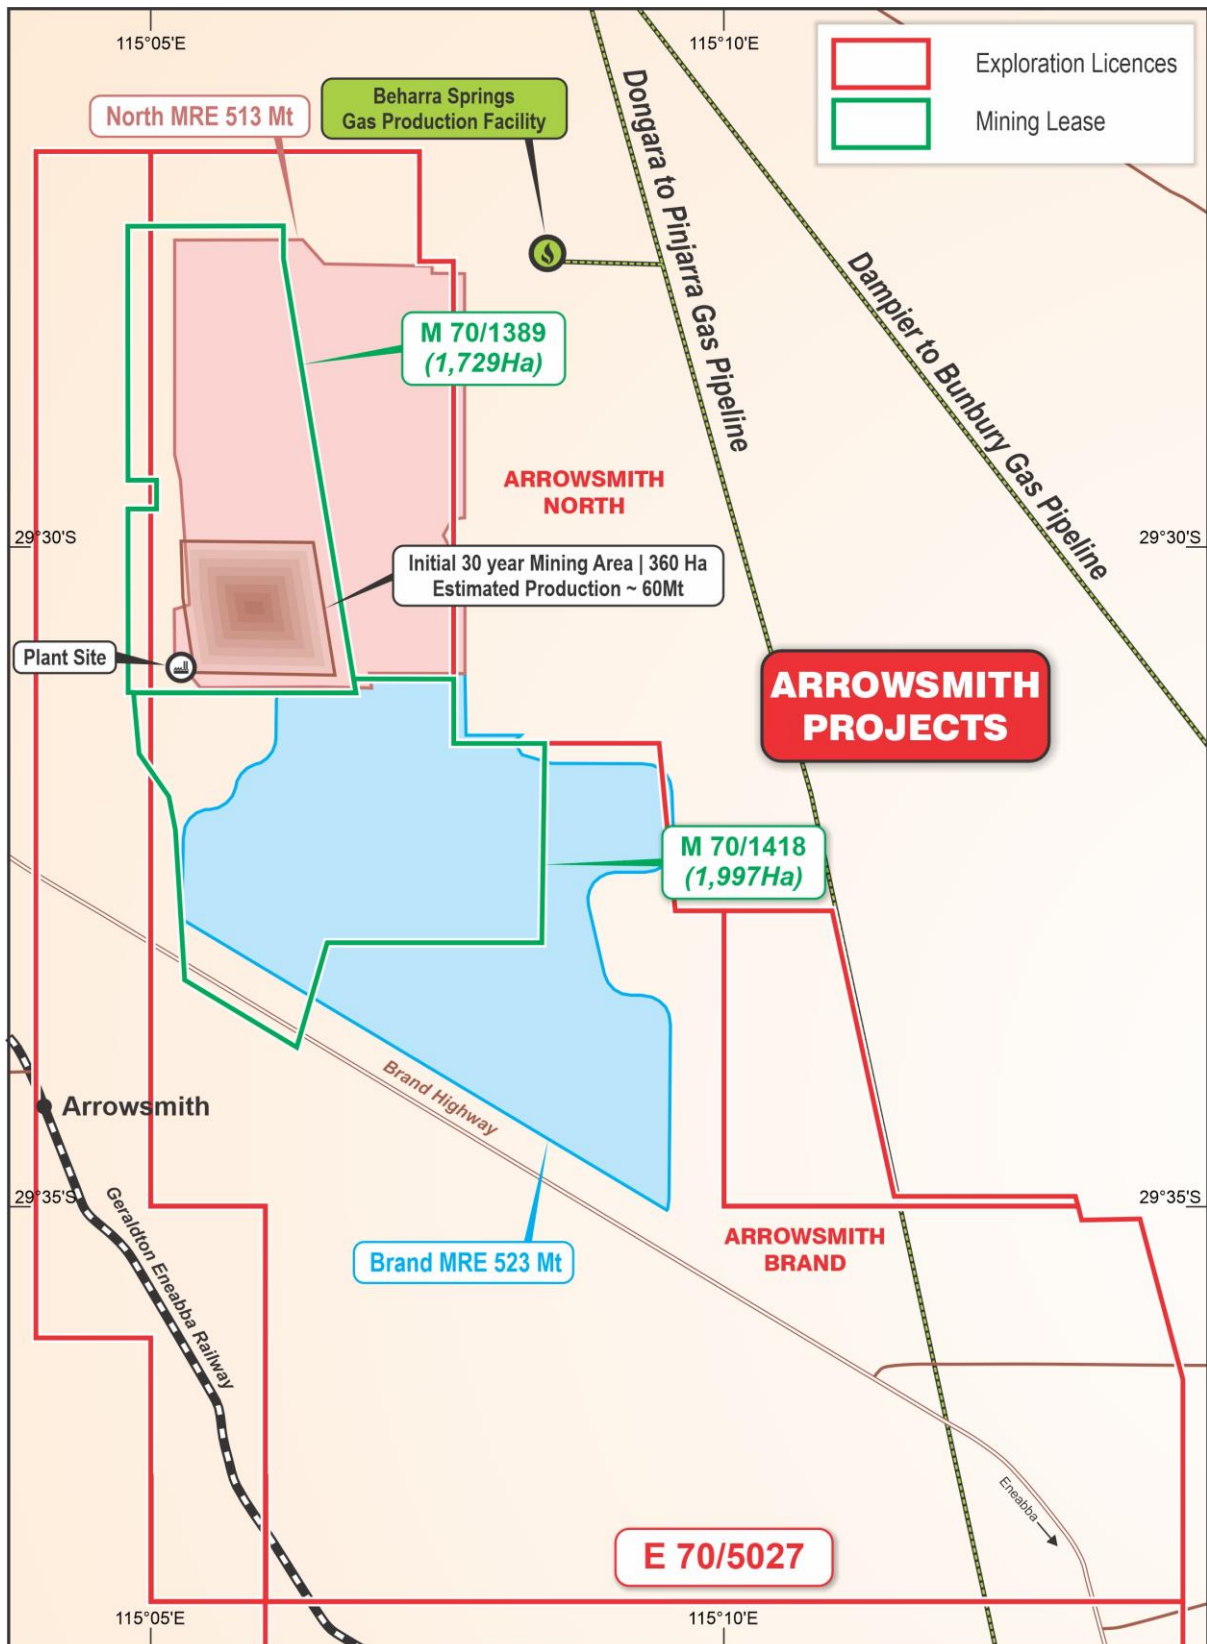 115°05'E
115°10'E
Exploration Licences
Mining Lease
Beharra Springs
Gas Production Facility
North MRE 513 Mt
Dongara to Pinjarra Gas Pipeline
Dampier to Bunbury Gas Pipeline
M 70/1389
(1,729Ha)
ARROWSMITH
NORTH
29°30'S
29°30'S
Initial 30 year Mining Area | 360 Ha
Estimated Production ~ 60Mt
Plant Site
ARROWSMITH
PROJECTS
M 70/1418
(1,997Ha)
Brand Highway
Arrowsmith
29°35'S
29°35'S
Geraldton Eneabba Railway
ARROWSMITH
BRAND
Brand MRE 523 Mt
Eneabba
E 70/5027
115°05'E
115°10'E